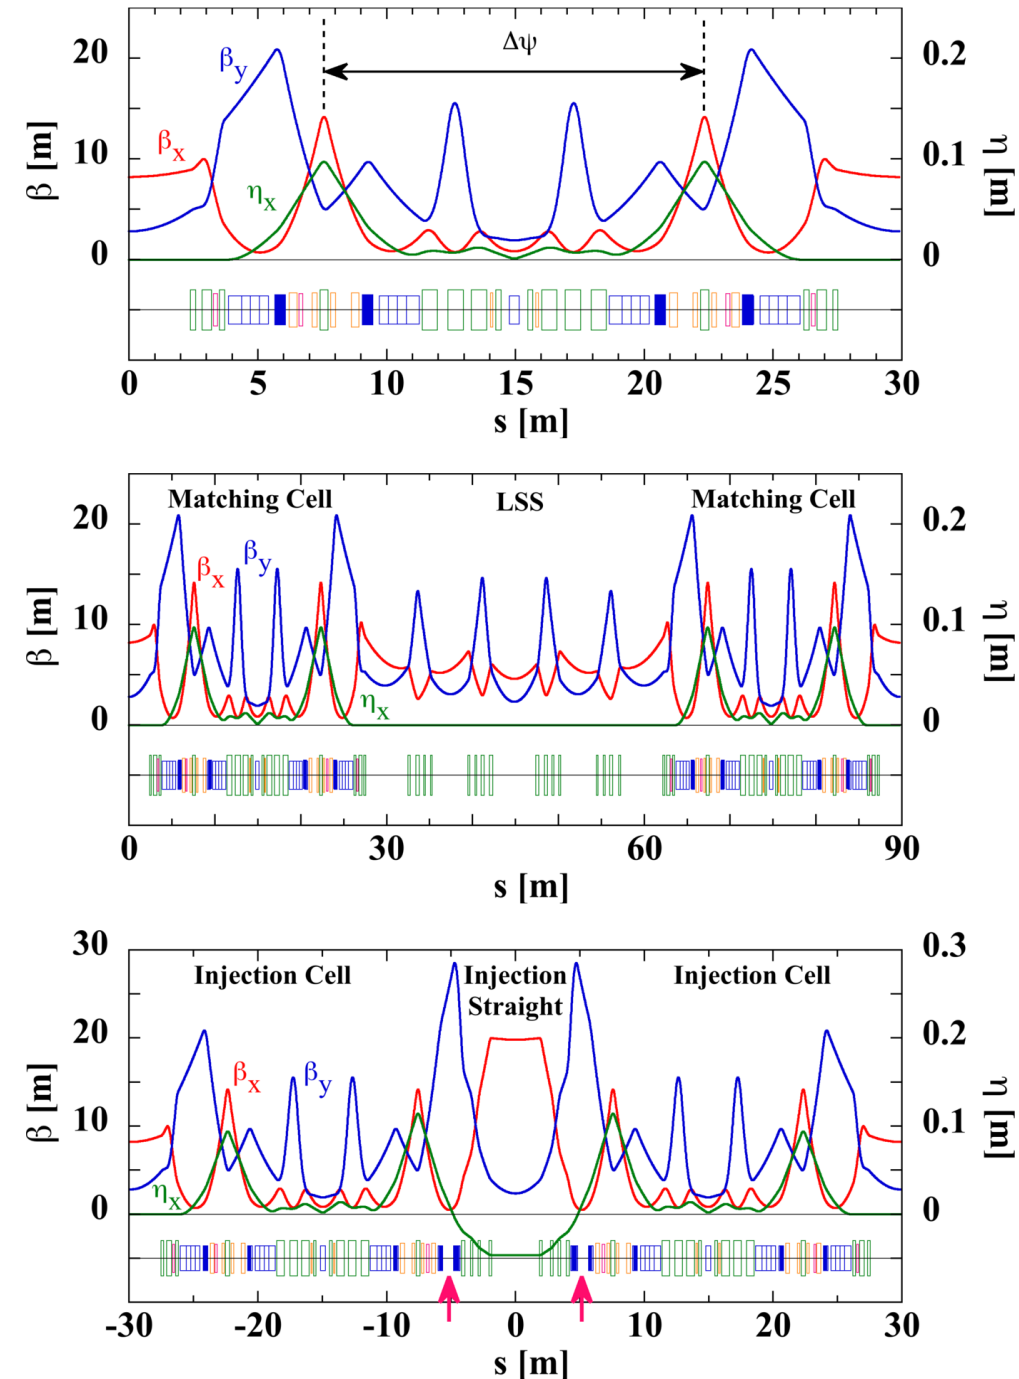 Δψ
βy
βx
ηx
β [m]
η [m]
20
10
0
0.2
0.1
0
0 5 10 15 20 25 30
s [m]
Matching Cell LSS Matching Cell
βx
βy
ηx
β [m]
η [m]
20
10
0
0.2
0.1
0
0 30 60 90
s [m]
Injection Cell Injection Straight Injection Cell
βx
βy
ηx
β [m]
η [m]
30
20
10
0
0.3
0.2
0.1
0
-30 -20 -10 0 10 20 30
s [m]